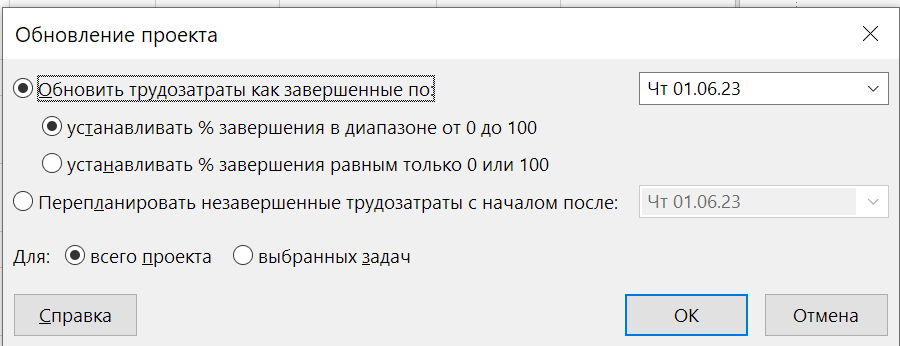 Обновление проекта
Обновить трудозатраты как завершенные по: Чт 01.06.23
устанавливать % завершения в диапазоне от 0 до 100
устанавливать % завершения равным только 0 или 100
Перепланировать незавершенные трудозатраты с началом после: Чт 01.06.23
Для: всего проекта выбранных задач
Справка ОК Отмена